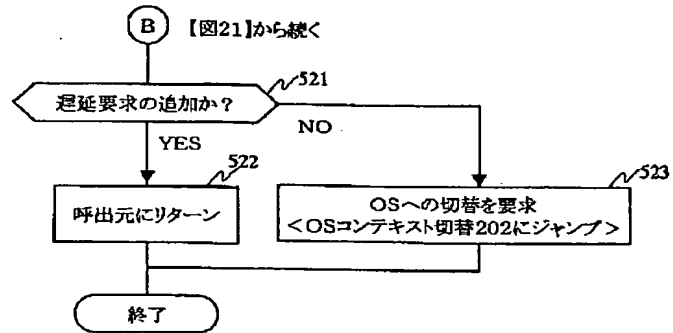 B 【図21】から続く
521
遅延要求の追加か？
NO
YES
522
523
呼出元にリターン
OSへの切替を要求
＜OSコンテキスト切替202にジャンプ＞
終了